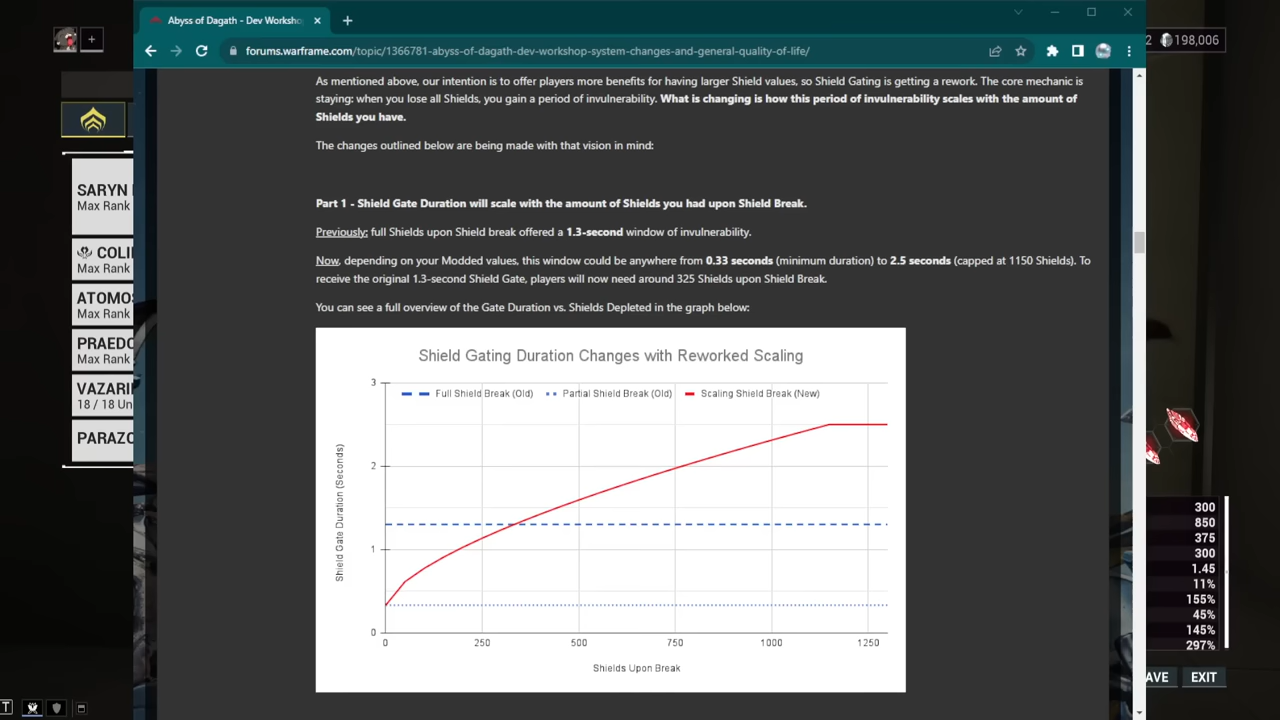 Abyss of Dagath - Dev Worksho
forums.warframe.com/topic/1366781-abyss-of-dagath-dev-workshop-system-changes-and-general-quality-of-life/
2 198,006
As mentioned above, our intention is to offer players more benefits for having larger Shield values, so Shield Gating is getting a rework. The core mechanic is
staying: when you lose all Shields, you gain a period of invulnerability. What is changing is how this period of invulnerability scales with the amount of
Shields you have.
The changes outlined below are being made with that vision in mind:
Part 1 - Shield Gate Duration will scale with the amount of Shields you had upon Shield Break.
Previously: full Shields upon Shield break offered a 1.3-second window of invulnerability.
Now, depending on your Modded values, this window could be anywhere from 0.33 seconds (minimum duration) to 2.5 seconds (capped at 1150 Shields). To
receive the original 1.3-second Shield Gate, players will now need around 325 Shields upon Shield Break.
You can see a full overview of the Gate Duration vs. Shields Depleted in the graph below:
Shield Gating Duration Changes with Reworked Scaling
Full Shield Break (Old) Partial Shield Break (Old) Scaling Shield Break (New)
3
2
1
0
Shield Gate Duration (Seconds)
0 250 500 750 1000 1250
Shields Upon Break
SARYN
Max Rank
COLI
Max Rank
ATOMOS
Max Rank
PRAEDO
Max Rank
VAZARI
18 / 18 Un
PARAZO
300
850
375
300
1.45
11%
155%
45%
145%
297%
AVE EXIT
T